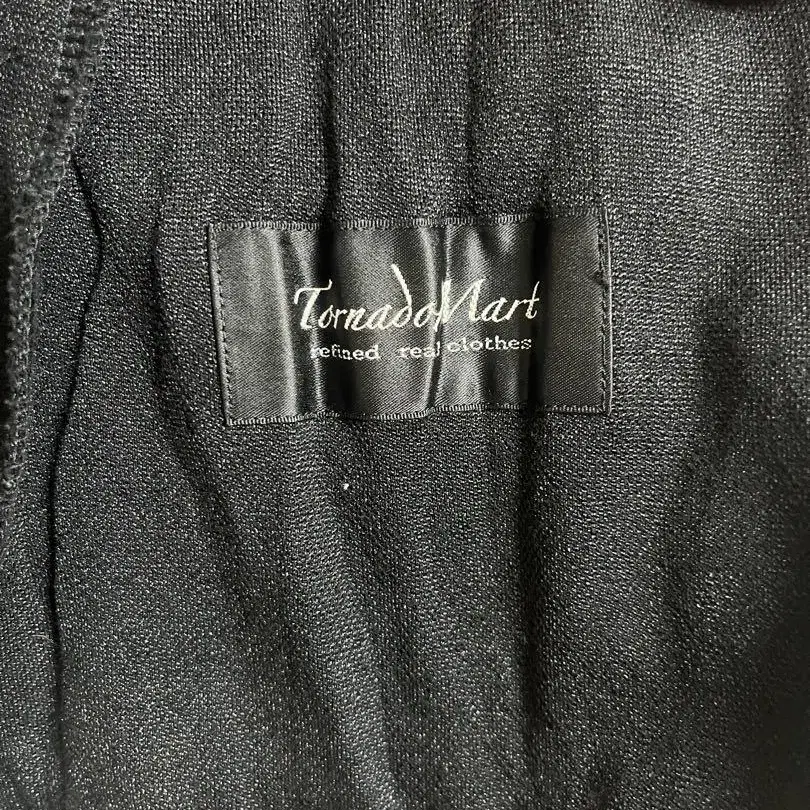 TornadoMart
refined real clothes